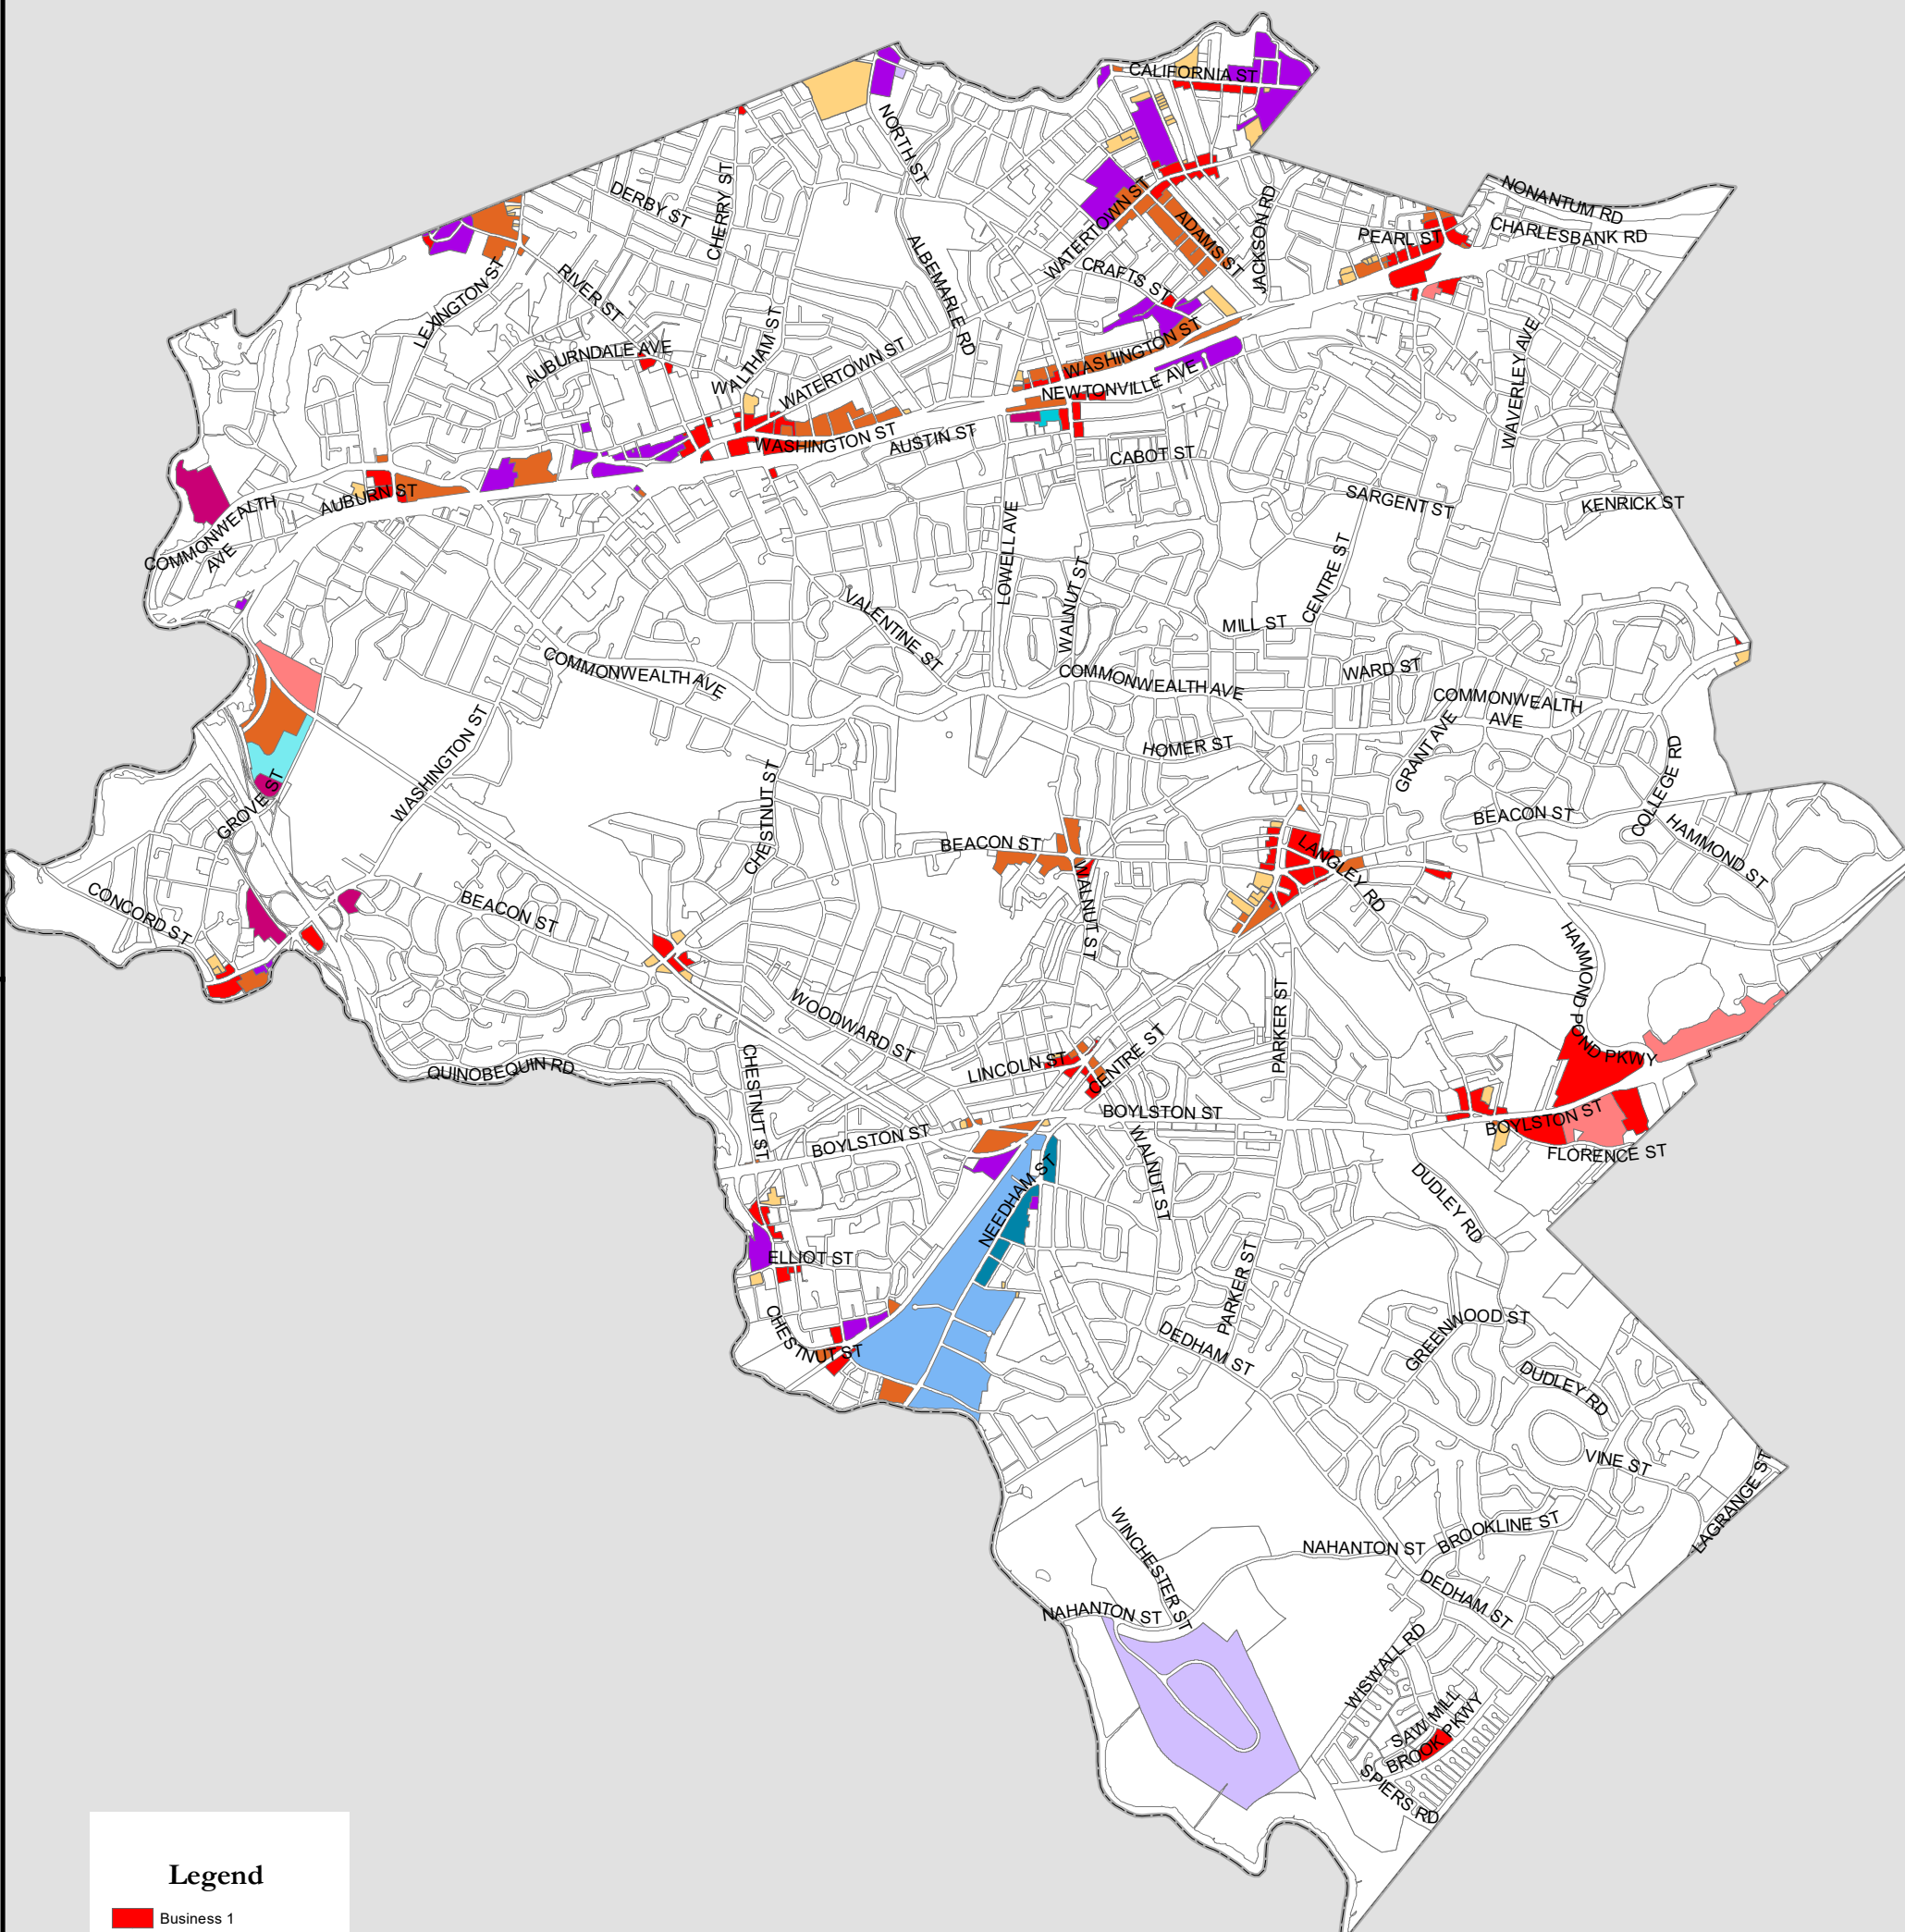 CALIFORNIA ST
NORTH ST
NONANTUM RD
DERBY ST
CHERRY ST
WATERTOWN ST
ADAMS ST
JACKSON RD
PEARL ST
CHARLESBANK RD
ALBEMARLE RD
CRAFTS ST
LEXINGTON ST
RIVER ST
WALTHAM ST
WASHINGTON ST
WAVERLEY AVE
AUBURNDALE AVE
WATERTOWN ST
NEWTONVILLE AVE
WASHINGTON ST
AUSTIN ST
CABOT ST
AUBURN ST
SARGENT ST
KENRICK ST
COMMONWEALTH
AVE
LOWELL AVE
WALNUT ST
CENTRE ST
VALENTINE ST
MILL ST
COMMONWEALTH AVE
COMMONWEALTH AVE
WARD ST
COMMONWEALTH
AVE
WASHINGTON ST
HOMER ST
GRANT AVE
COLLEGE RD
GROVE ST
CHESTNUT ST
BEACON ST
BEACON ST
LANGLEY RD
HAMMOND ST
CONCORD ST
BEACON ST
WALNUT ST
HAMMOND POND PKWY
WOODWARD ST
PARKER ST
QUINOBEQUIN RD
CHESTNUT ST
LINCOLN ST
CENTRE ST
BOYLSTON ST
BOYLSTON ST
BOYLSTON ST
FLORENCE ST
WALNUT ST
NEEDHAM ST
DUDLEY RD
ELLIOT ST
PARKER ST
CHESTNUT ST
DEDHAM ST
GREENWOOD ST
DUDLEY RD
VINE ST
LAGRANGE ST
WINCHESTER ST
NAHANTON ST
BROOKLINE ST
NAHANTON ST
DEDHAM ST
WISWALL RD
SAW MILL
BROOK PKWY
SPIERS RD
Legend
Business 1